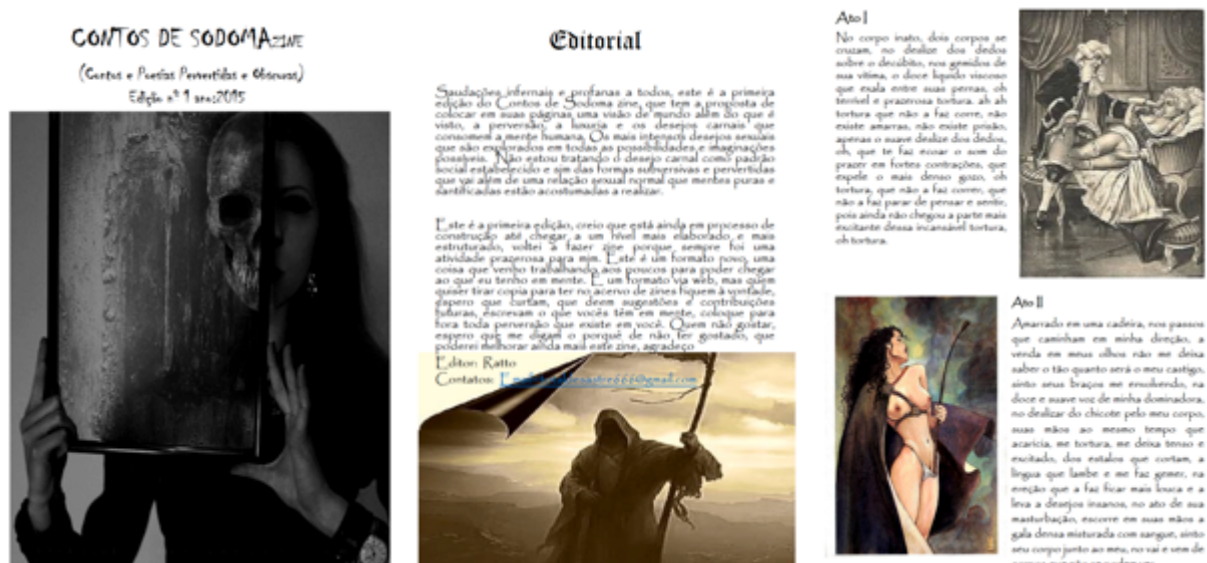 CONTOS DE SODOMAZINE
(Contos e Poesias Pervertidas e Obscuras)
Edição nº 1 ano:2015
Editorial
Saudações infernais e profanas a todos, este é a primeira
edição do Contos de Sodoma zine, que tem a proposta de
colocar em suas páginas uma visão de mundo além do que é
visto, a perversão, a luxuria e os desejos carnais que
consomem a mente humana. Os mais intensos desejos sexuais
que são explorados em todas as possibilidades e imaginações
possíveis. Não estou tratando o desejo carnal como padrão
social estabelecido e sim das formas subversivas e pervertidas
que vai além de uma relação sexual normal que mentes puras e
santificadas estão acostumadas a realizar.
Este é a primeira edição, creio que está ainda em processo de
construção até chegar a um nível mais elaborado e mais
estruturado, voltei a fazer zine porque sempre foi uma
atividade prazerosa para mim. Este é um formato novo, uma
coisa que venho trabalhando aos poucos para poder chegar
ao que eu tenho em mente. É um formato via web, mas quem
quiser tirar copia para ter no acervo de zines fiquem à vontade,
espero que curtam, que deem sugestões e contribuições
futuras, escrevam o que vocês têm em mente, coloque para
fora toda perversão que existe em você. Quem não gostar,
espero que me digam o porquê de não ter gostado, que
poderei melhorar ainda mais este zine, agradeço
Editor: Ratto
Contatos:
Ato I
No corpo inato, dois corpos se
cruzam, no deslize dos dedos
sobre o decúbito, nos gemidos de
sua vítima, o doce liquido viscoso
que exala entre suas pernas, oh
terrível e prazerosa tortura. ah ah
tortura que não a faz corre, não
existe amarras, não existe prisão,
apenas o suave deslize dos dedos,
oh, que te faz ecoar o som do
prazer em fortes contrações, que
expele o mais denso gozo, oh
tortura, que não a faz correr, que
não a faz parar de pensar e sentir,
pois ainda não chegou a parte mais
excitante dessa incansável tortura,
oh tortura.
Ato II
Amarrado em uma cadeira, nos passos
que caminham em minha direção, a
venda em meus olhos não me deixa
saber o tão quanto será o meu castigo,
sinto seus braços me envolvendo, na
doce e suave voz de minha dominadora,
no deslizar do chicote pelo meu corpo,
suas mãos ao mesmo tempo que
acaricia, me tortura, me deixa tenso e
excitado, dos estalos que cortam, a
língua que lambe e me faz gemer, na
ereção que a faz ficar mais louca e a
leva a desejos insanos, no ato de sua
masturbação, escorre em suas mãos a
gala densa misturada com sangue, sinto
seu corpo junto ao meu, no vai e vem de